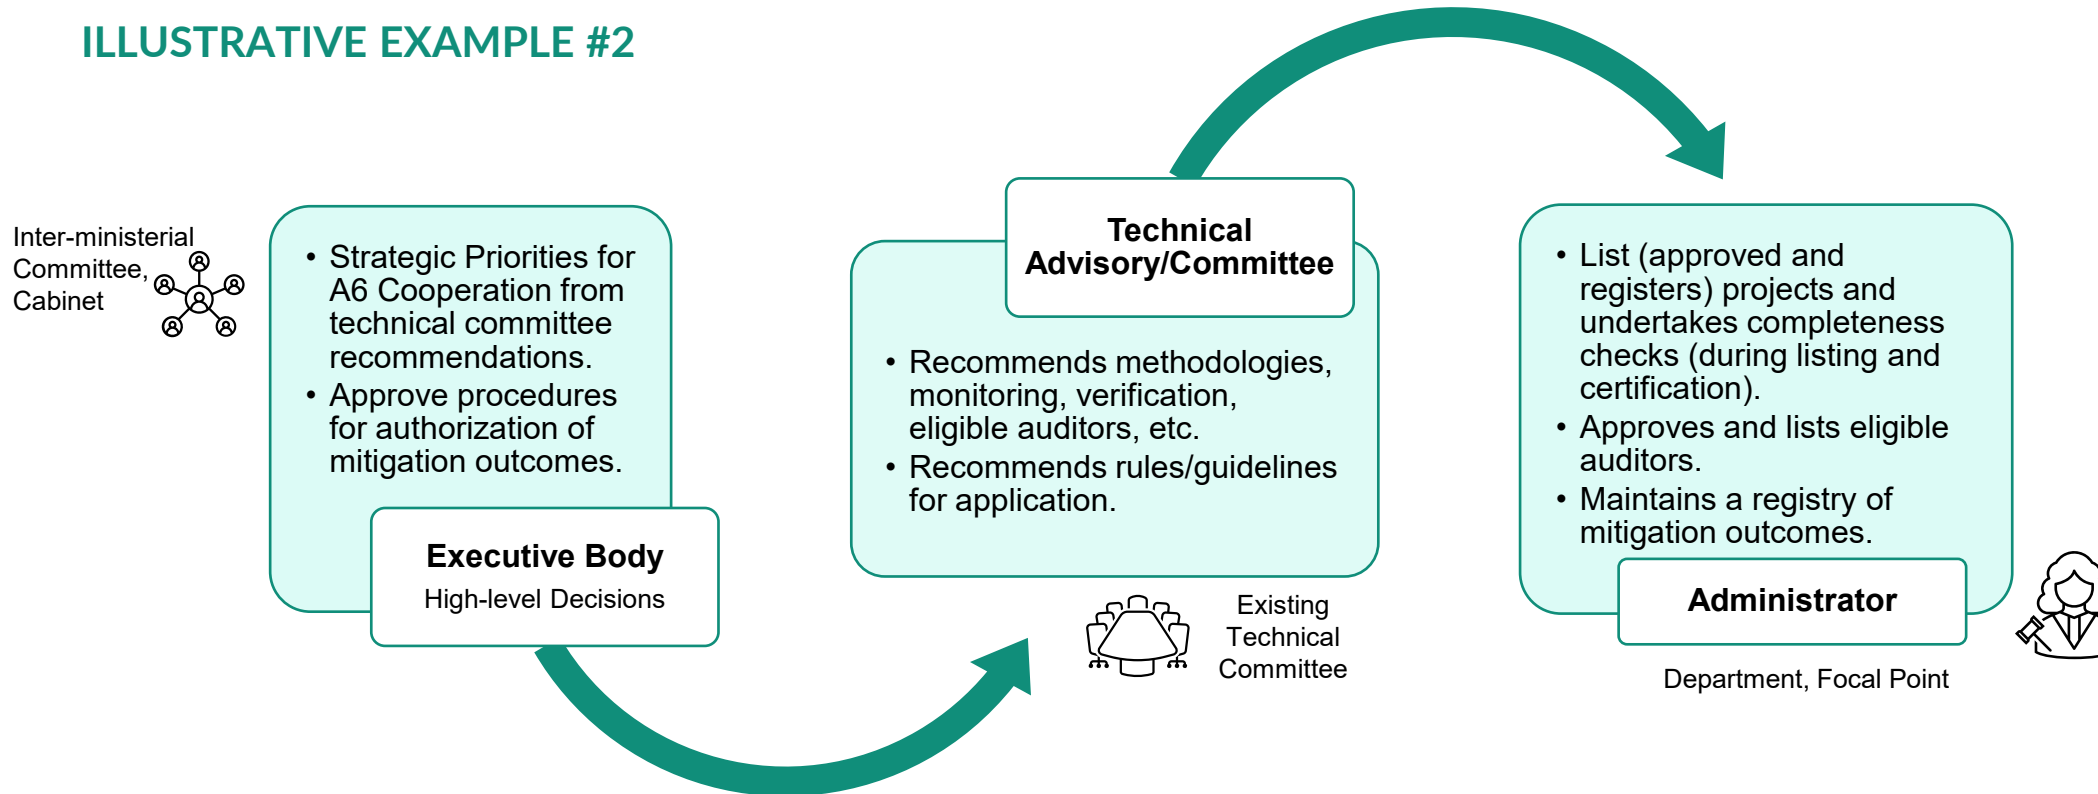 ILLUSTRATIVE EXAMPLE #2
Inter-ministerial
Committee,
Cabinet
• Strategic Priorities for
A6 Cooperation from
technical committee
recommendations.
• Approve procedures
for authorization of
mitigation outcomes.
Executive Body
High-level Decisions
Technical
Advisory/Committee
• Recommends methodologies,
monitoring, verification,
eligible auditors, etc.
• Recommends rules/guidelines
for application.
Existing
Technical
Committee
• List (approved and
registers) projects and
undertakes completeness
checks (during listing and
certification).
• Approves and lists eligible
auditors.
• Maintains a registry of
mitigation outcomes.
Administrator
Department, Focal Point